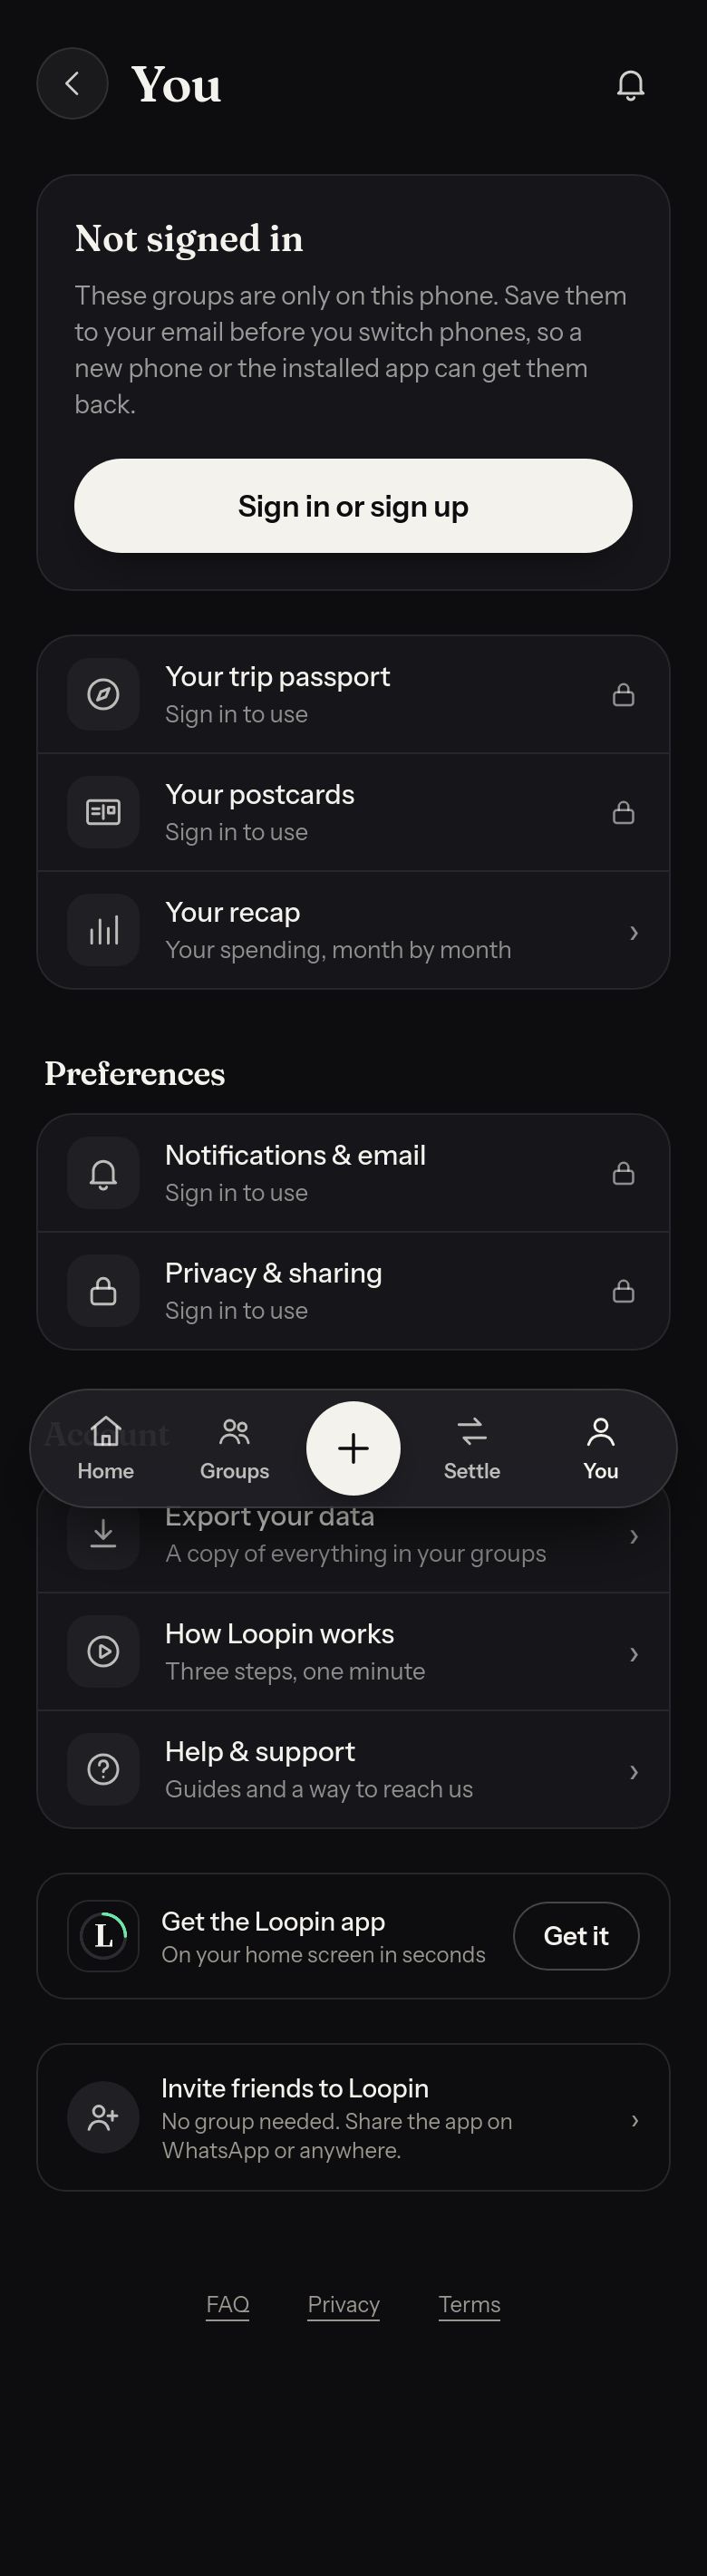 You
Not signed in
These groups are only on this phone. Save them
to your email before you switch phones, so a
new phone or the installed app can get them
back.
Sign in or sign up
Your trip passport
Sign in to use
Your postcards
Sign in to use
Your recap
Your spending, month by month
Preferences
Notifications & email
Sign in to use
Privacy & sharing
Sign in to use
Account
Home
Groups
Settle
You
Export your data
A copy of everything in your groups
How Loopin works
Three steps, one minute
Help & support
Guides and a way to reach us
L
Get the Loopin app
On your home screen in seconds
Get it
Invite friends to Loopin
No group needed. Share the app on
WhatsApp or anywhere.
FAQ
Privacy
Terms